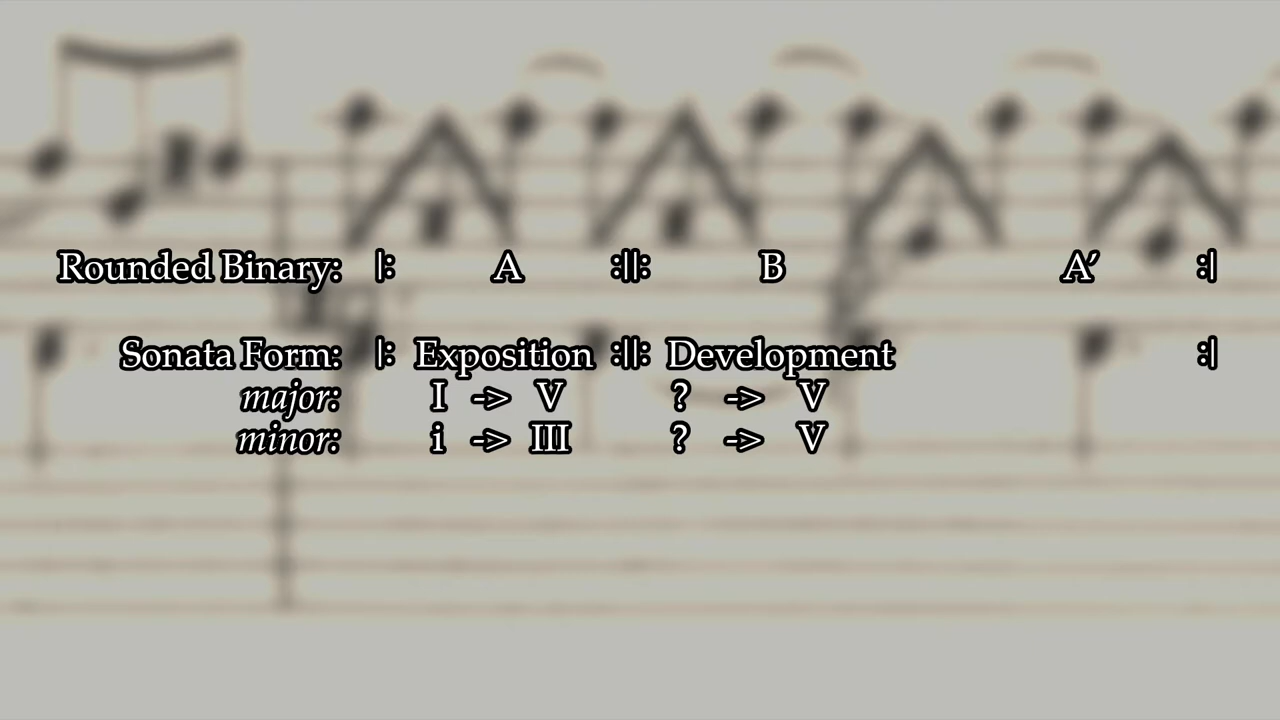 Rounded Binary: |: A :||: B A′ :|
Sonata Form: |: Exposition :||: Development :|
major: I -> V ? -> V
minor: i -> III ? -> V